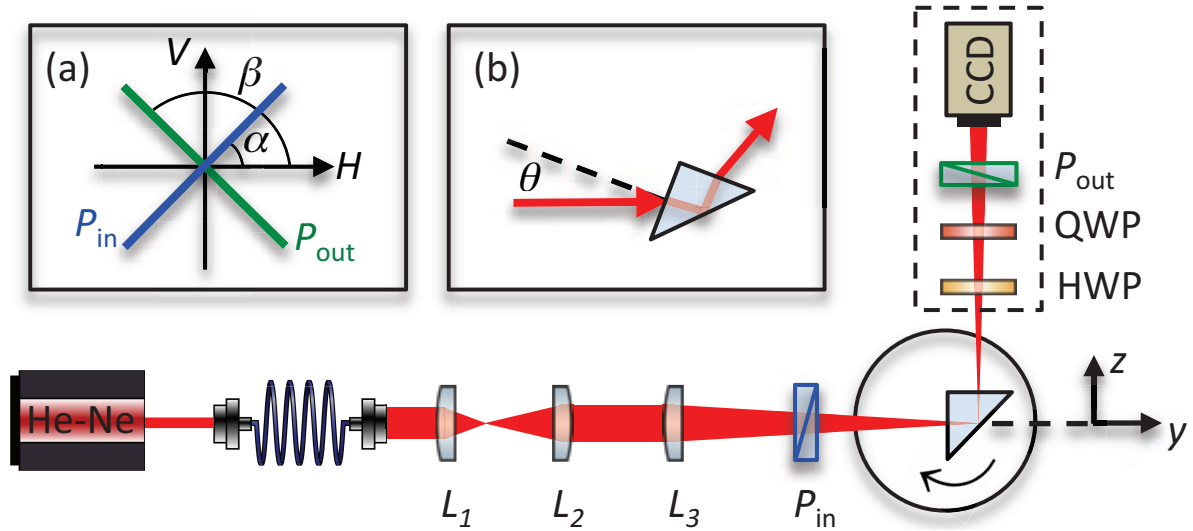 (a)
V
β
α
H
P_in
P_out
(b)
θ
CCD
P_out
QWP
HWP
z
y
He-Ne
L_1
L_2
L_3
P_in